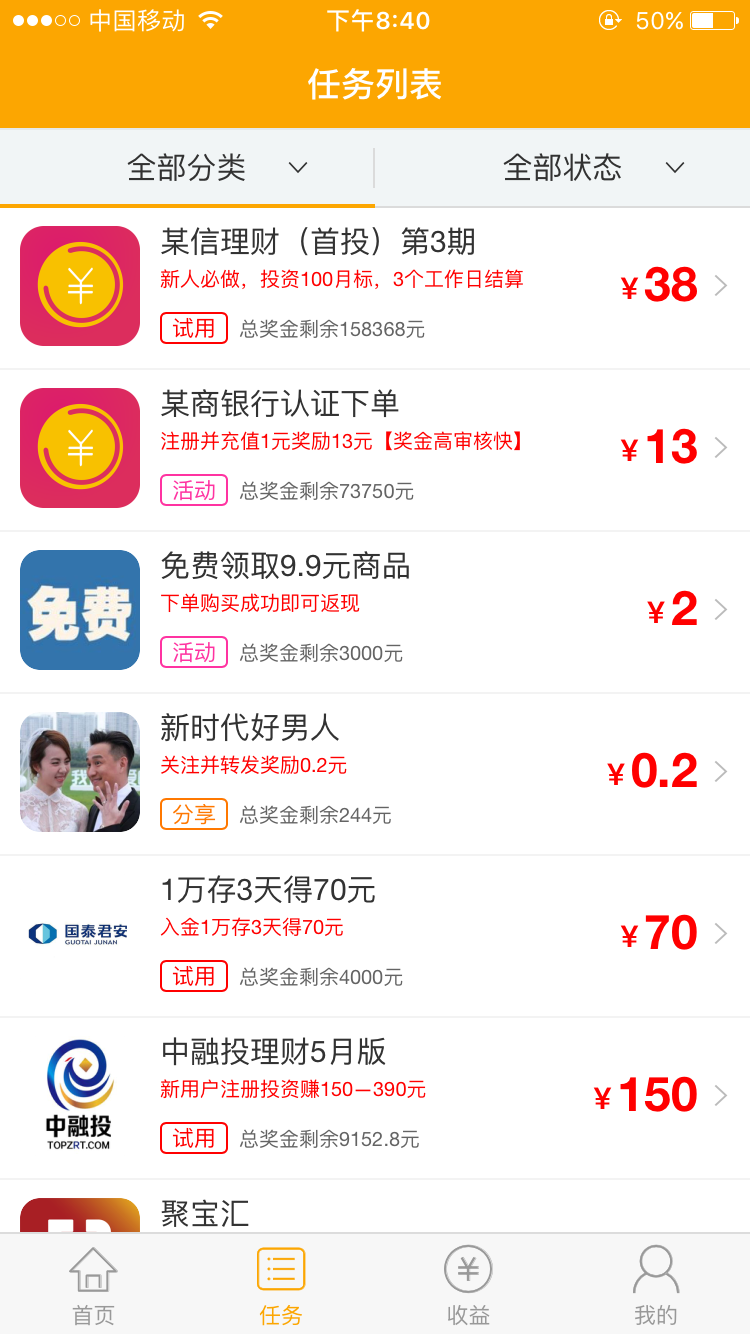 中国移动 下午8:40 50%
任务列表
全部分类 全部状态
某信理财（首投）第3期
新人必做，投资100月标，3个工作日结算
¥38
试用 总奖金剩余158368元
某商银行认证下单
注册并充值1元奖励13元【奖金高审核快】
¥13
活动 总奖金剩余73750元
免费
免费领取9.9元商品
下单购买成功即可返现
¥2
活动 总奖金剩余3000元
新时代好男人
关注并转发奖励0.2元
¥0.2
分享 总奖金剩余244元
国泰君安
GUOTAI JUNAN
1万存3天得70元
入金1万存3天得70元
¥70
试用 总奖金剩余4000元
中融投
TOPZRT.COM
中融投理财5月版
新用户注册投资赚150—390元
¥150
试用 总奖金剩余9152.8元
聚宝汇
首页 任务 收益 我的